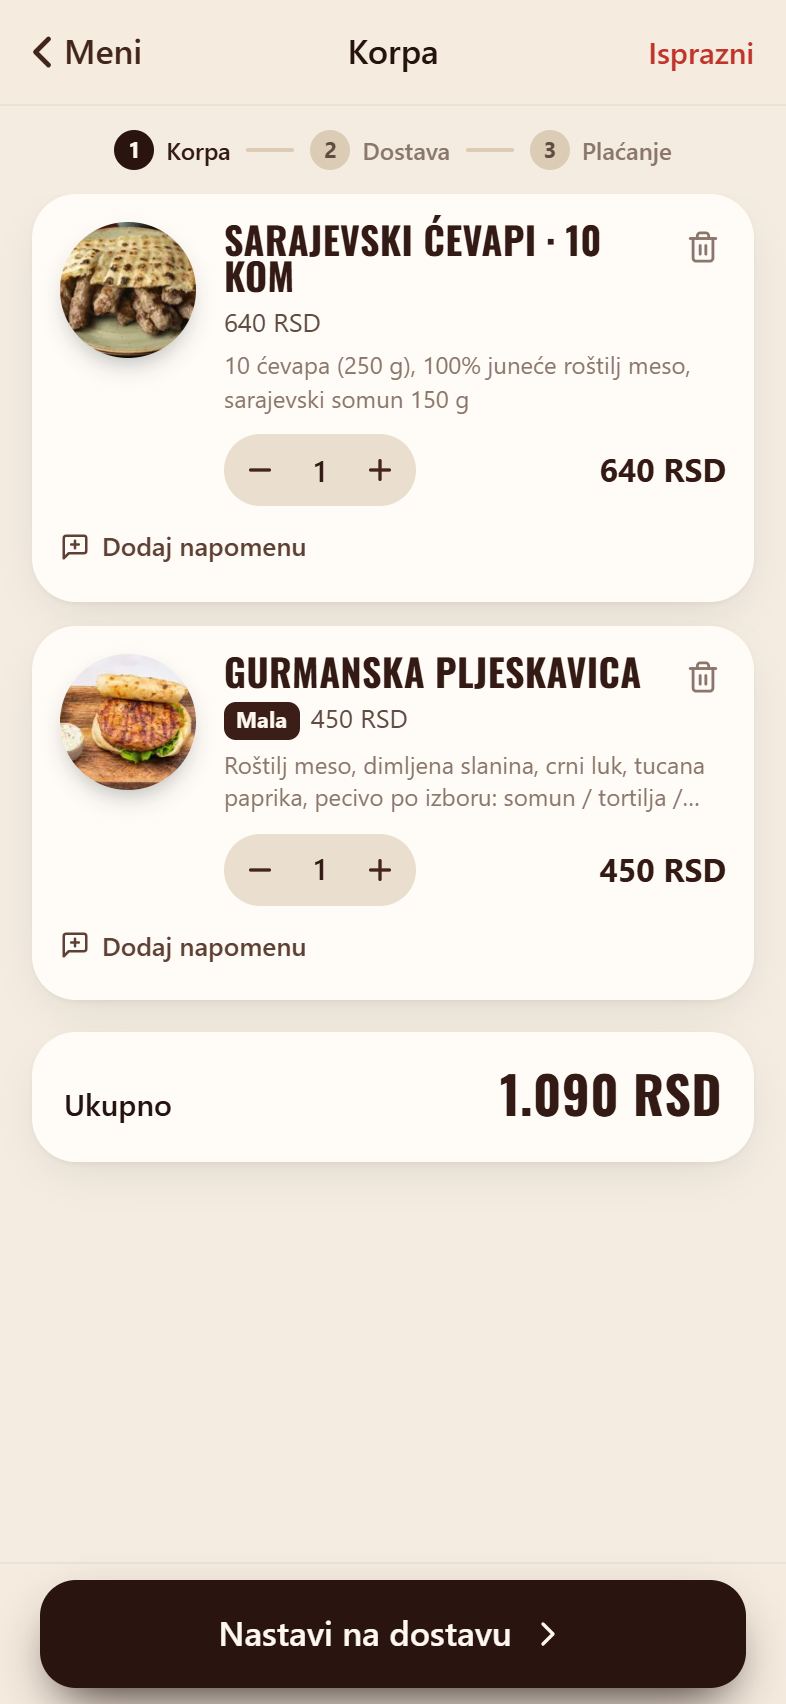 Meni
Korpa
Isprazni
1 Korpa
2 Dostava
3 Plaćanje
SARAJEVSKI ĆEVAPI · 10
KOM
640 RSD
10 ćevapa (250 g), 100% juneće roštilj meso,
sarajevski somun 150 g
1
640 RSD
Dodaj napomenu
GURMANSKA PLJESKAVICA
Mala 450 RSD
Roštilj meso, dimljena slanina, crni luk, tucana
paprika, pecivo po izboru: somun / tortilja /...
1
450 RSD
Dodaj napomenu
Ukupno
1.090 RSD
Nastavi na dostavu